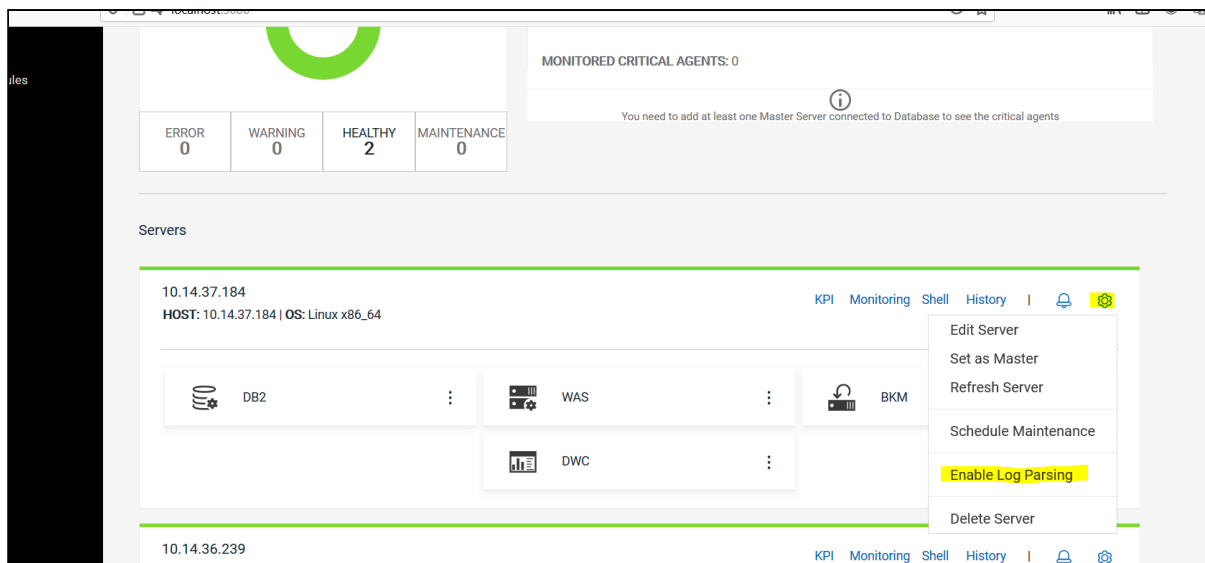 MONITORED CRITICAL AGENTS: 0
You need to add at least one Master Server connected to Database to see the critical agents
ERROR
0
WARNING
0
HEALTHY
2
MAINTENANCE
0
Servers
10.14.37.184
HOST: 10.14.37.184 | OS: Linux x86_64
KPI Monitoring Shell History |
Edit Server
Set as Master
Refresh Server
Schedule Maintenance
Enable Log Parsing
Delete Server
DB2
WAS
BKM
DWC
10.14.36.239
KPI Monitoring Shell History |